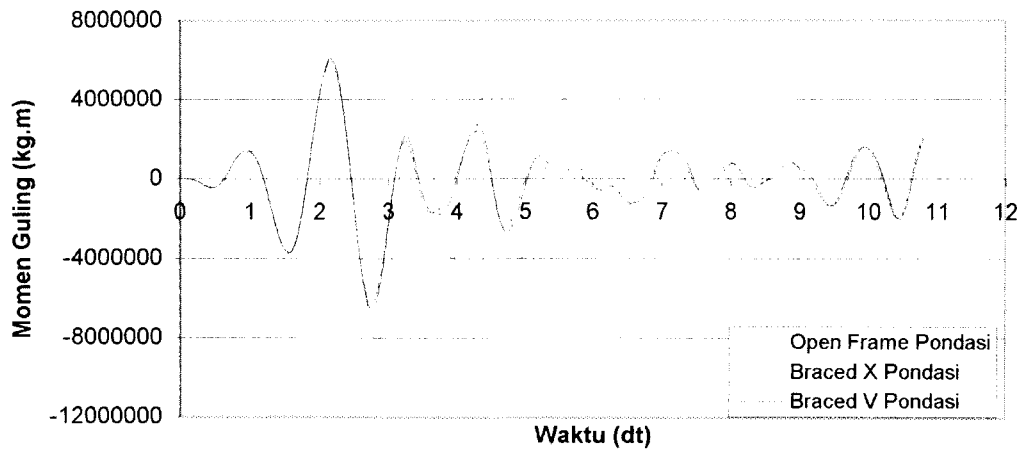 8000000
4000000
0
-4000000
-8000000
-12000000
Momen Guling (kg.m)
0 1 2 3 4 5 6 7 8 9 10 11 12
Open Frame Pondasi
Braced X Pondasi
Braced V Pondasi
Waktu (dt)